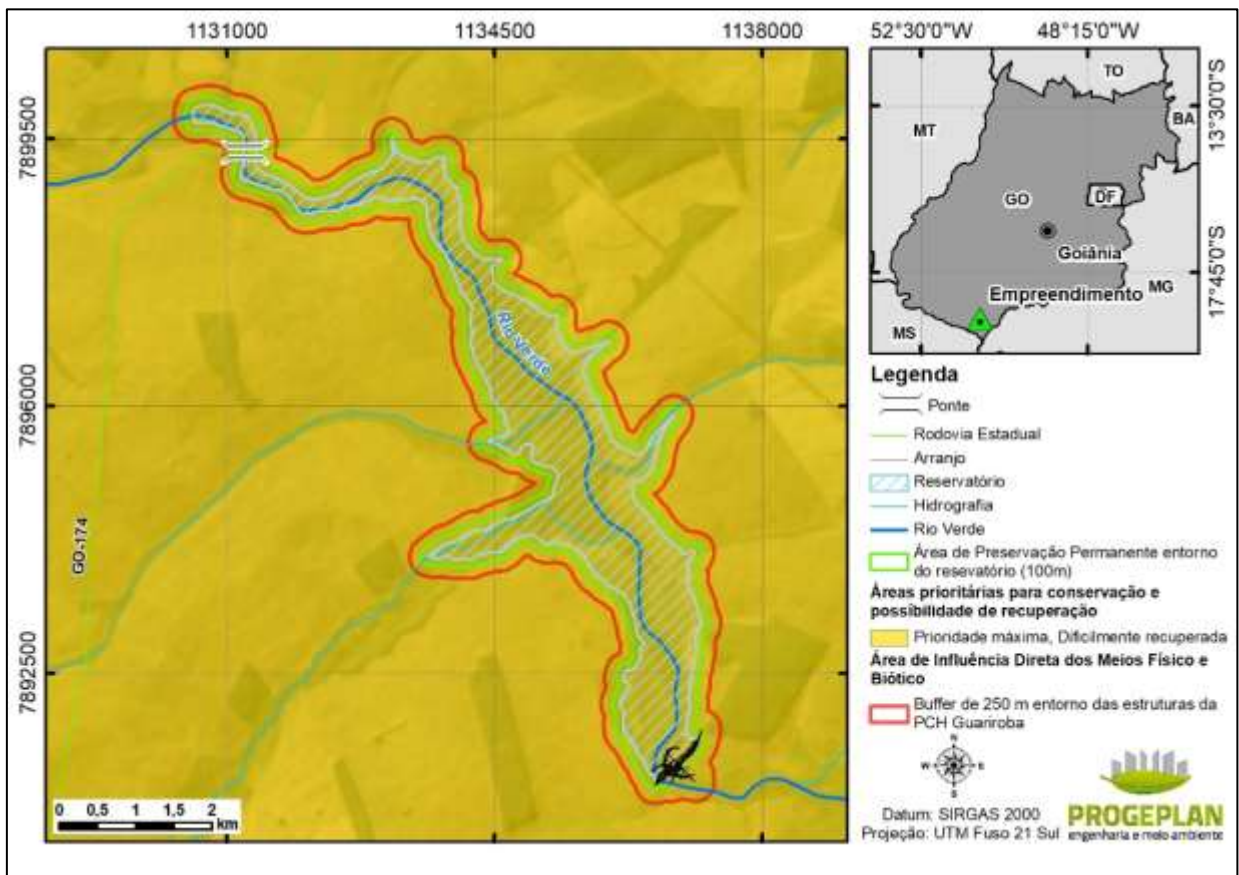 1131000
1134500
1138000
7899500
7896000
7892500
Rio Verde
GO-174
0 0,5 1 1,5 2
km
52°30'0"W
48°15'0"W
13°30'0"S
17°45'0"S
TO
MT
BA
GO
DF
Goiânia
MG
Empreendimento
MS
Legenda
Ponte
Rodovia Estadual
Arranjo
Reservatório
Hidrografia
Rio Verde
Área de Preservação Permanente entorno
do resevatório (100m)
Áreas prioritárias para conservação e
possíbilidade de recuperação
Prioridade máxima, Dificilmente recuperada
Área de Influência Direta dos Meios Físico e
Biótico
Buffer de 250 m entorno das estruturas da
PCH Guariroba
N
W
E
S
Datum: SIRGAS 2000
Projeção: UTM Fuso 21 Sul
PROGEPLAN
engenharia e meio ambiente